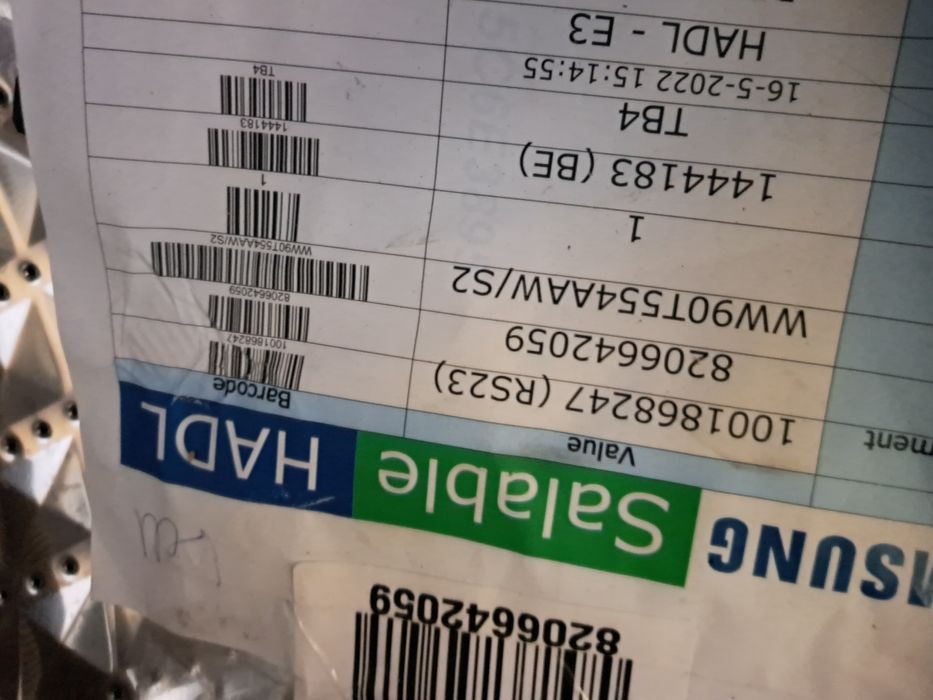 8206642059
MSUNG Salable HADL
ment Value Barcode
1001868247 (RS23) 1001868247
8206642059 8206642059
WW90T554AAW/S2 WW90T554AAW/S2
1 1
1444183 (BE) 1444183
TB4 TB4
16-5-2022 15:14:55
HADL - E3